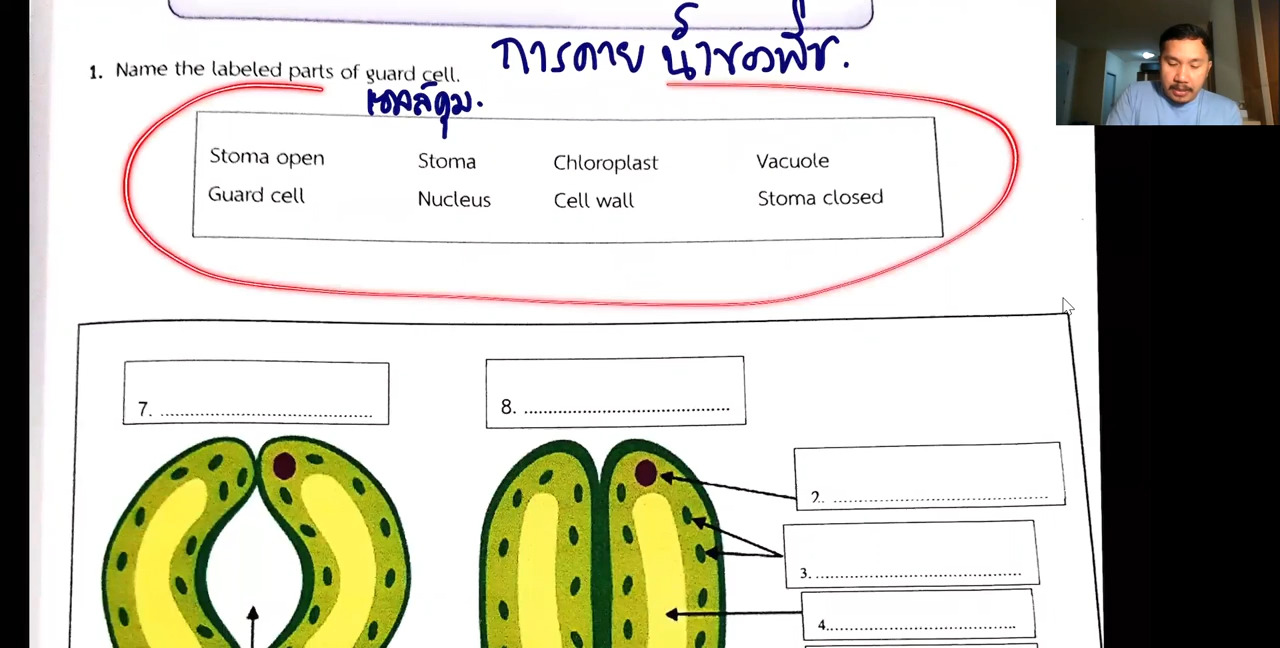 การคายน้ำของพืช.
1. Name the labeled parts of guard cell.
เซลล์คุม.
Stoma open Stoma Chloroplast Vacuole
Guard cell Nucleus Cell wall Stoma closed
7. ............................................
8. ............................................
2. ............................................
3. ............................................
4. ............................................